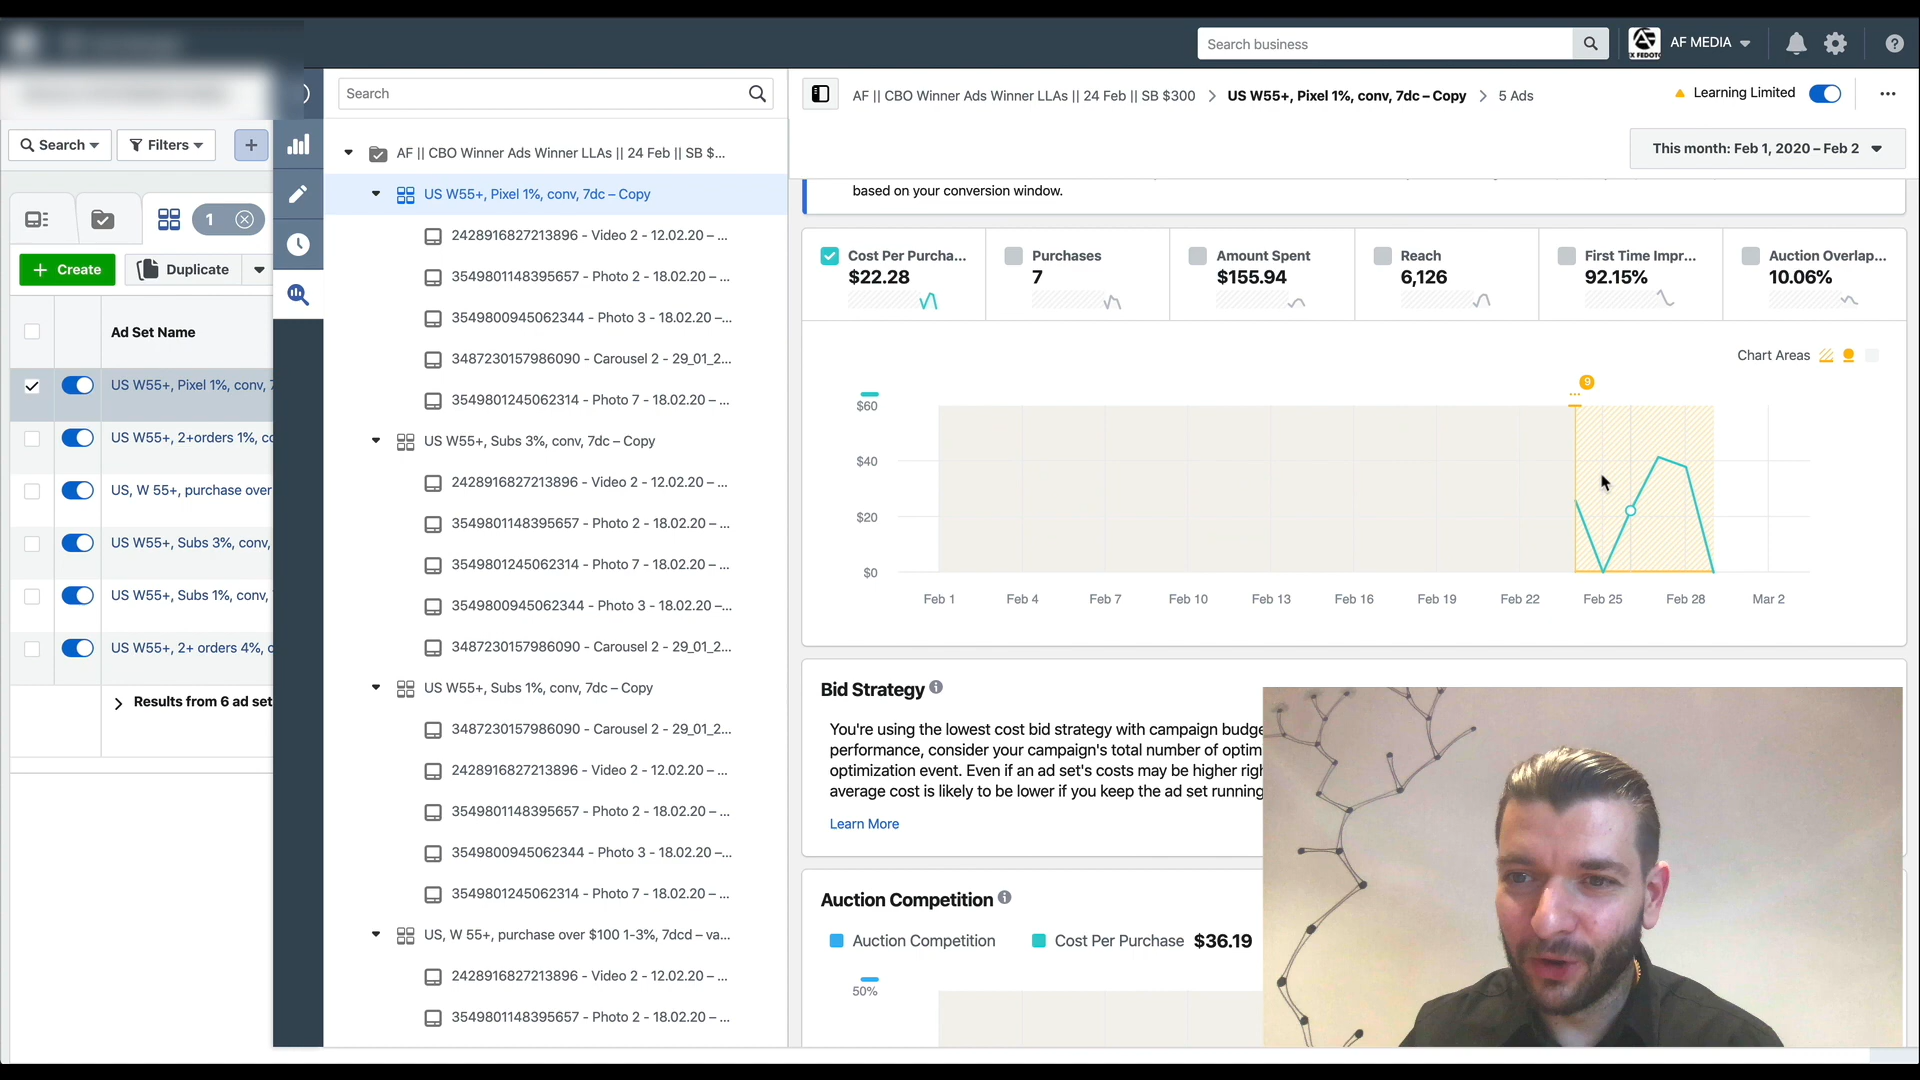 Search business
AF MEDIA
Search
AF || CBO Winner Ads Winner LLAs || 24 Feb || SB $300
US W55+, Pixel 1%, conv, 7dc – Copy
5 Ads
Learning Limited
This month: Feb 1, 2020 – Feb 2
Search
Filters
1
Create
Duplicate
Ad Set Name
US W55+, Pixel 1%, conv, 7
US W55+, 2+orders 1%, co
US, W 55+, purchase over
US W55+, Subs 3%, conv,
US W55+, Subs 1%, conv,
US W55+, 2+ orders 4%, c
Results from 6 ad set
AF || CBO Winner Ads Winner LLAs || 24 Feb || SB $...
US W55+, Pixel 1%, conv, 7dc – Copy
2428916827213896 - Video 2 - 12.02.20 – ...
3549801148395657 - Photo 2 - 18.02.20 – ...
3549800945062344 - Photo 3 - 18.02.20 –...
3487230157986090 - Carousel 2 - 29_01_2...
3549801245062314 - Photo 7 - 18.02.20 – ...
US W55+, Subs 3%, conv, 7dc – Copy
2428916827213896 - Video 2 - 12.02.20 – ...
3549801148395657 - Photo 2 - 18.02.20 – ...
3549801245062314 - Photo 7 - 18.02.20 – ...
3549800945062344 - Photo 3 - 18.02.20 –...
3487230157986090 - Carousel 2 - 29_01_2...
US W55+, Subs 1%, conv, 7dc – Copy
3487230157986090 - Carousel 2 - 29_01_2...
2428916827213896 - Video 2 - 12.02.20 – ...
3549801148395657 - Photo 2 - 18.02.20 – ...
3549800945062344 - Photo 3 - 18.02.20 –...
3549801245062314 - Photo 7 - 18.02.20 – ...
US, W 55+, purchase over $100 1-3%, 7dcd – va...
2428916827213896 - Video 2 - 12.02.20 – ...
3549801148395657 - Photo 2 - 18.02.20 – ...
based on your conversion window.
Cost Per Purcha...
$22.28
Purchases
7
Amount Spent
$155.94
Reach
6,126
First Time Impr...
92.15%
Auction Overlap...
10.06%
Chart Areas
9
$60
$40
$20
$0
Feb 1 Feb 4 Feb 7 Feb 10 Feb 13 Feb 16 Feb 19 Feb 22 Feb 25 Feb 28 Mar 2
Bid Strategy
You're using the lowest cost bid strategy with campaign budge
performance, consider your campaign's total number of optim
optimization event. Even if an ad set's costs may be higher righ
average cost is likely to be lower if you keep the ad set running
Learn More
Auction Competition
Auction Competition
Cost Per Purchase $36.19
50%